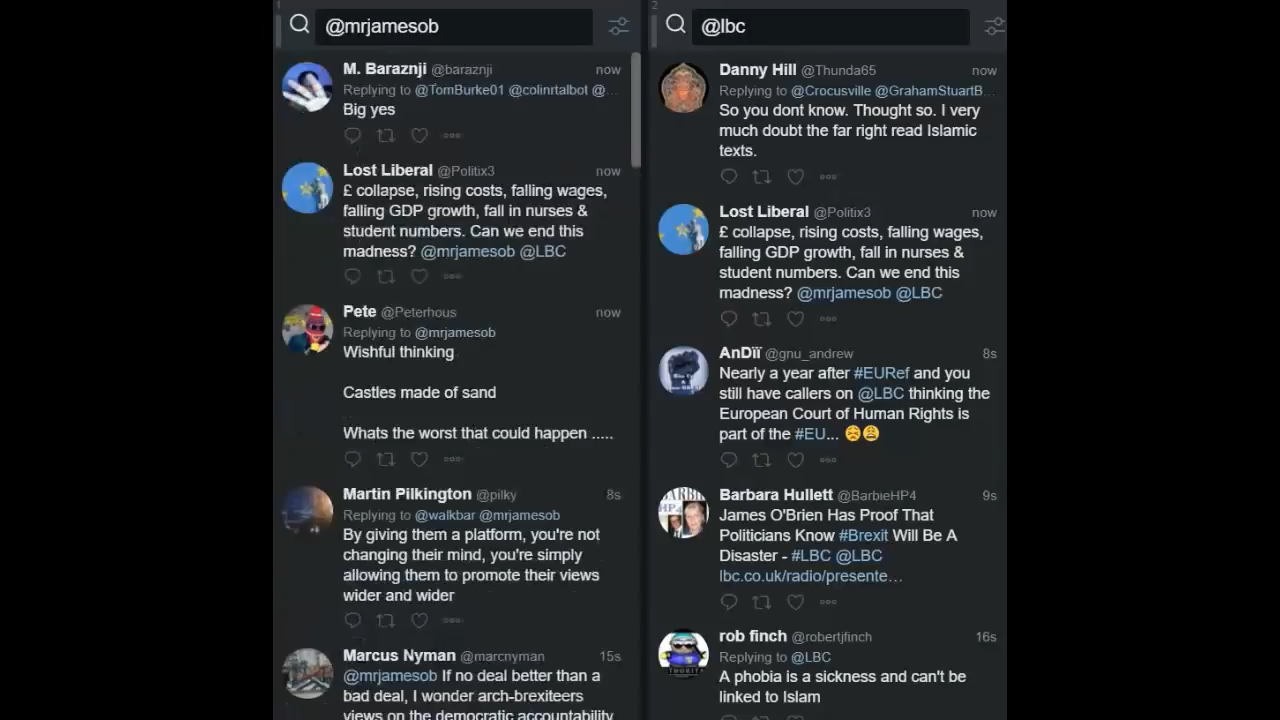 1
@mrjamesob
M. Baraznji @baraznji now
Replying to @TomBurke01 @colinrtalbot @...
Big yes
Lost Liberal @Politix3 now
£ collapse, rising costs, falling wages,
falling GDP growth, fall in nurses &
student numbers. Can we end this
madness? @mrjamesob @LBC
Pete @Peterhous now
Replying to @mrjamesob
Wishful thinking
Castles made of sand
Whats the worst that could happen .....
Martin Pilkington @pilky 8s
Replying to @walkbar @mrjamesob
By giving them a platform, you're not
changing their mind, you're simply
allowing them to promote their views
wider and wider
Marcus Nyman @marcnyman 15s
@mrjamesob If no deal better than a
bad deal, I wonder arch-brexiteers
views on the democratic accountability
2
@lbc
Danny Hill @Thunda65 now
Replying to @Crocusville @GrahamStuartB...
So you dont know. Thought so. I very
much doubt the far right read Islamic
texts.
Lost Liberal @Politix3 now
£ collapse, rising costs, falling wages,
falling GDP growth, fall in nurses &
student numbers. Can we end this
madness? @mrjamesob @LBC
AnDïï @gnu_andrew 8s
Nearly a year after #EURef and you
still have callers on @LBC thinking the
European Court of Human Rights is
part of the #EU...
Barbara Hullett @BarbieHP4 9s
James O'Brien Has Proof That
Politicians Know #Brexit Will Be A
Disaster - #LBC @LBC
lbc.co.uk/radio/presente…
rob finch @robertjfinch 16s
Replying to @LBC
A phobia is a sickness and can't be
linked to Islam